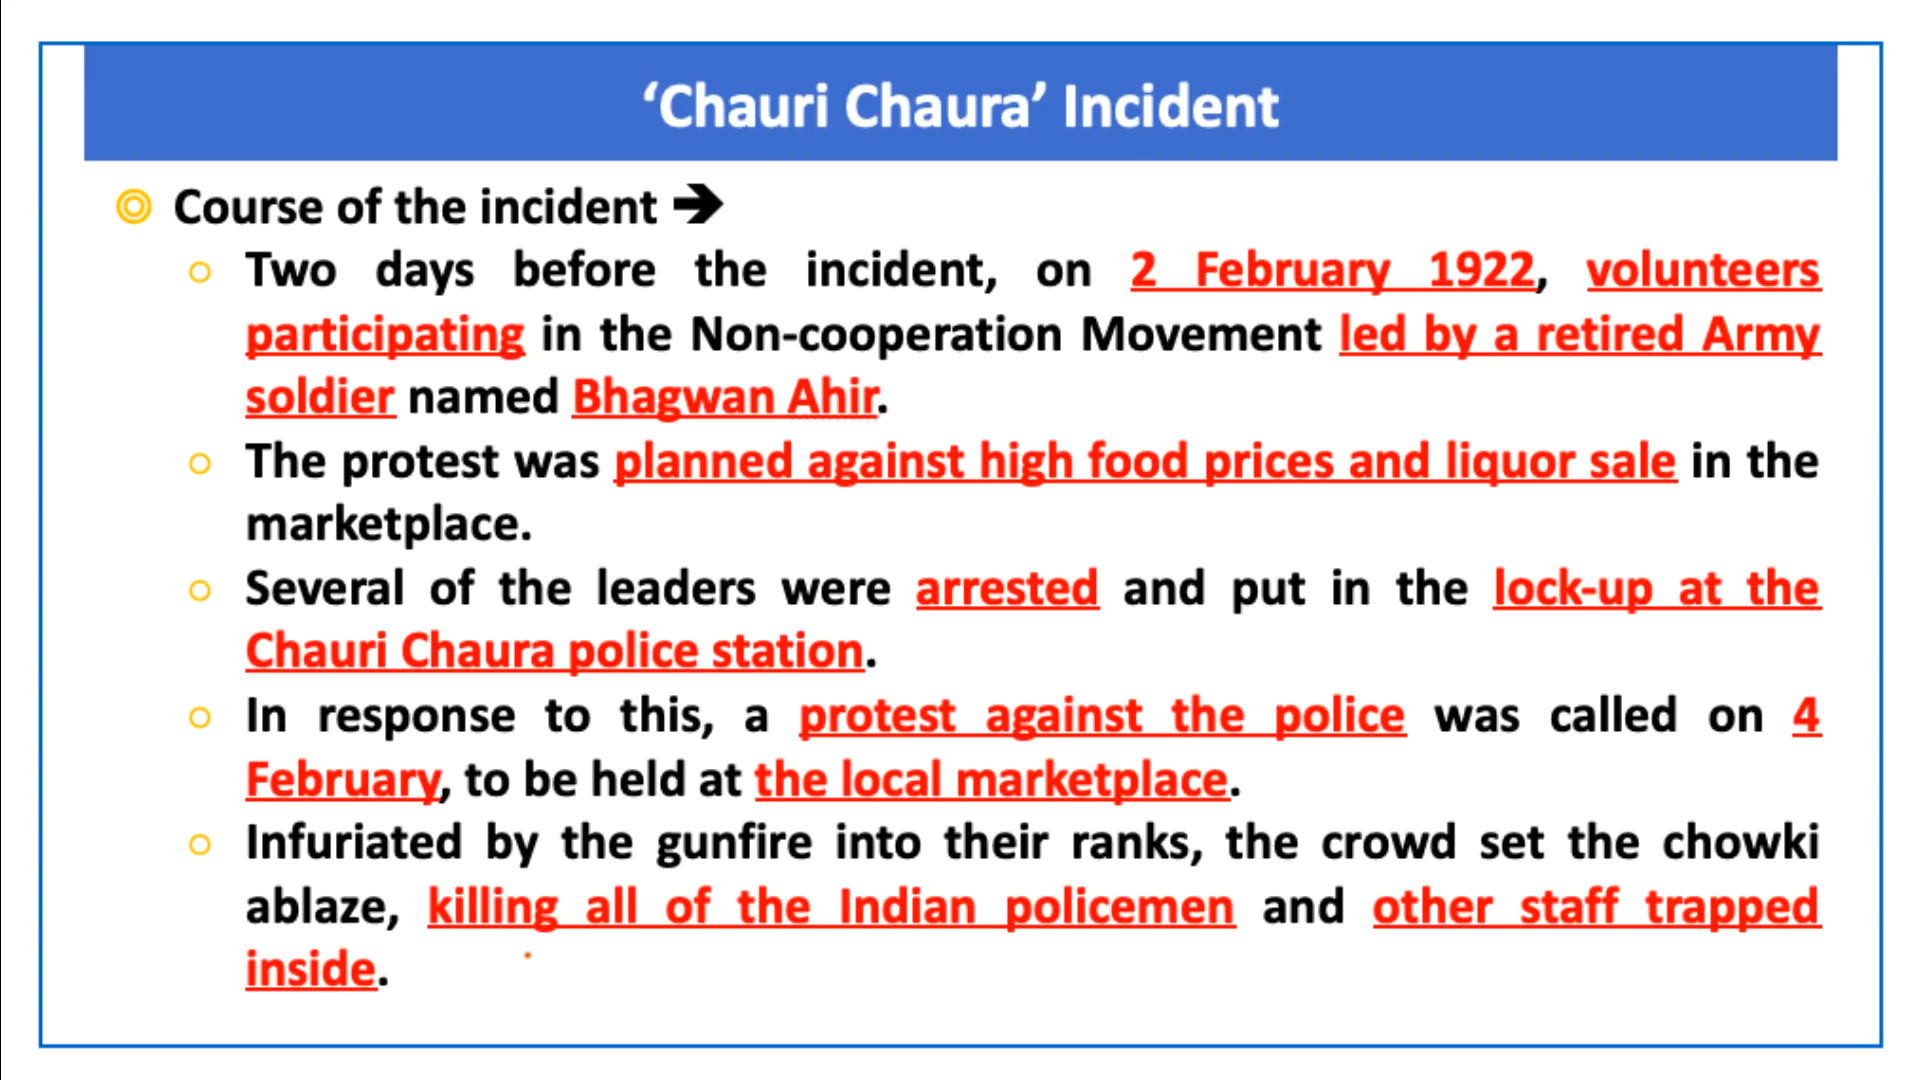 ‘Chauri Chaura’ Incident
Course of the incident ➔
Two days before the incident, on 2 February 1922, volunteers
participating in the Non-cooperation Movement led by a retired Army
soldier named Bhagwan Ahir.
The protest was planned against high food prices and liquor sale in the
marketplace.
Several of the leaders were arrested and put in the lock-up at the
Chauri Chaura police station.
In response to this, a protest against the police was called on 4
February, to be held at the local marketplace.
Infuriated by the gunfire into their ranks, the crowd set the chowki
ablaze, killing all of the Indian policemen and other staff trapped
inside.